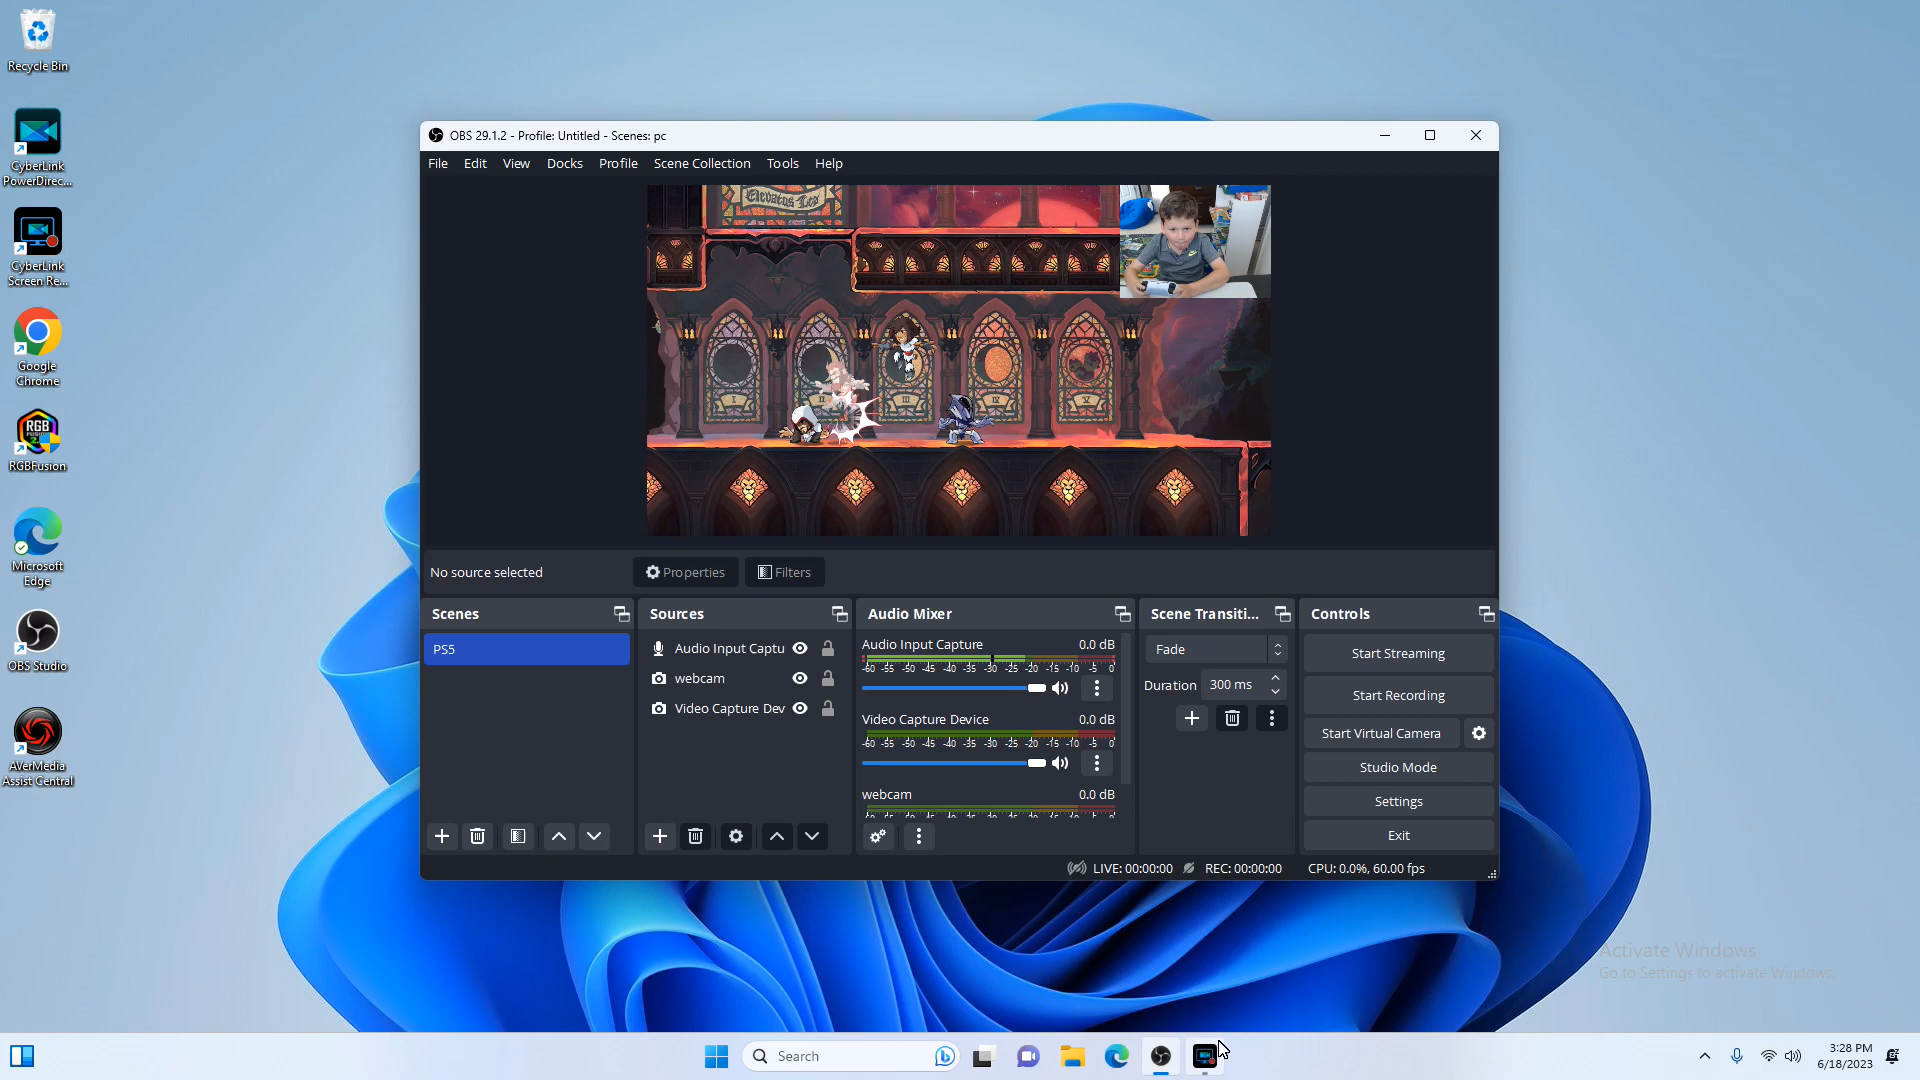 Recycle Bin
CyberLink
PowerDirec...
CyberLink
Screen Re...
Google
Chrome
RGB
RGBFusion
Microsoft
Edge
OBS Studio
AVerMedia
Assist Central
OBS 29.1.2 - Profile: Untitled - Scenes: pc
File Edit View Docks Profile Scene Collection Tools Help
I II III IV V
No source selected
Properties
Filters
Scenes
PS5
Sources
Audio Input Captu
webcam
Video Capture Dev
Audio Mixer
Audio Input Capture 0.0 dB
-60 -55 -50 -45 -40 -35 -30 -25 -20 -15 -10 -5 0
Video Capture Device 0.0 dB
-60 -55 -50 -45 -40 -35 -30 -25 -20 -15 -10 -5 0
webcam 0.0 dB
Scene Transiti...
Fade
Duration 300 ms
Controls
Start Streaming
Start Recording
Start Virtual Camera
Studio Mode
Settings
Exit
LIVE: 00:00:00 REC: 00:00:00 CPU: 0.0%, 60.00 fps
Activate Windows
Go to Settings to activate Windows.
Search
3:28 PM
6/18/2023